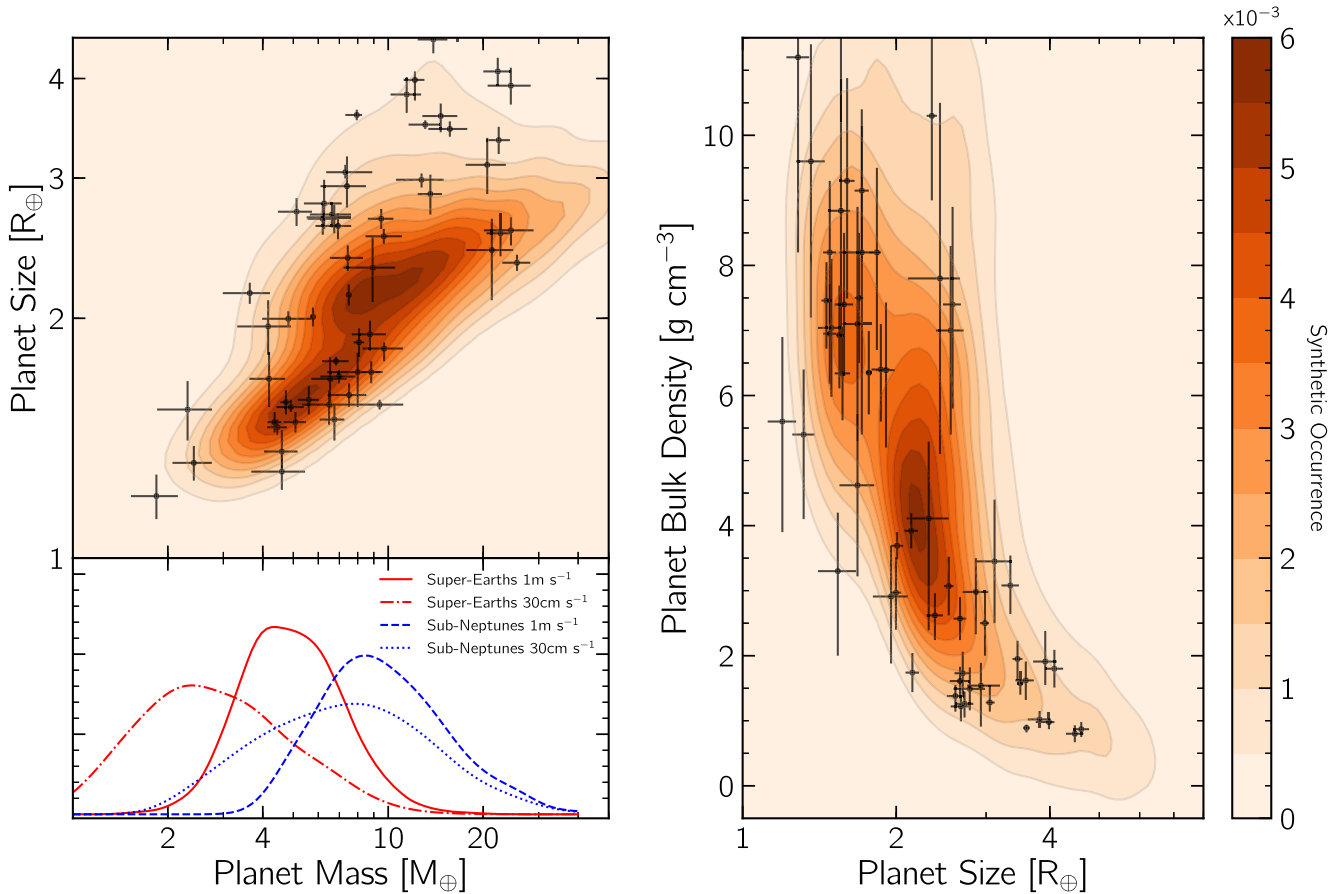 4
3
2
1
Planet Size [R⊕]
Super-Earths 1m s⁻¹
Super-Earths 30cm s⁻¹
Sub-Neptunes 1m s⁻¹
Sub-Neptunes 30cm s⁻¹
2 4 10 20
Planet Mass [M⊕]
10
8
6
4
2
0
Planet Bulk Density [g cm⁻³]
1 2 4
Planet Size [R⊕]
×10⁻³
6
5
4
3
2
1
0
Synthetic Occurrence